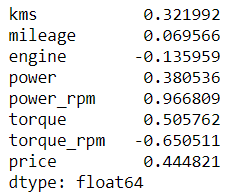 kms 0.321992
mileage 0.069566
engine -0.135959
power 0.380536
power_rpm 0.966809
torque 0.505762
torque_rpm -0.650511
price 0.444821
dtype: float64